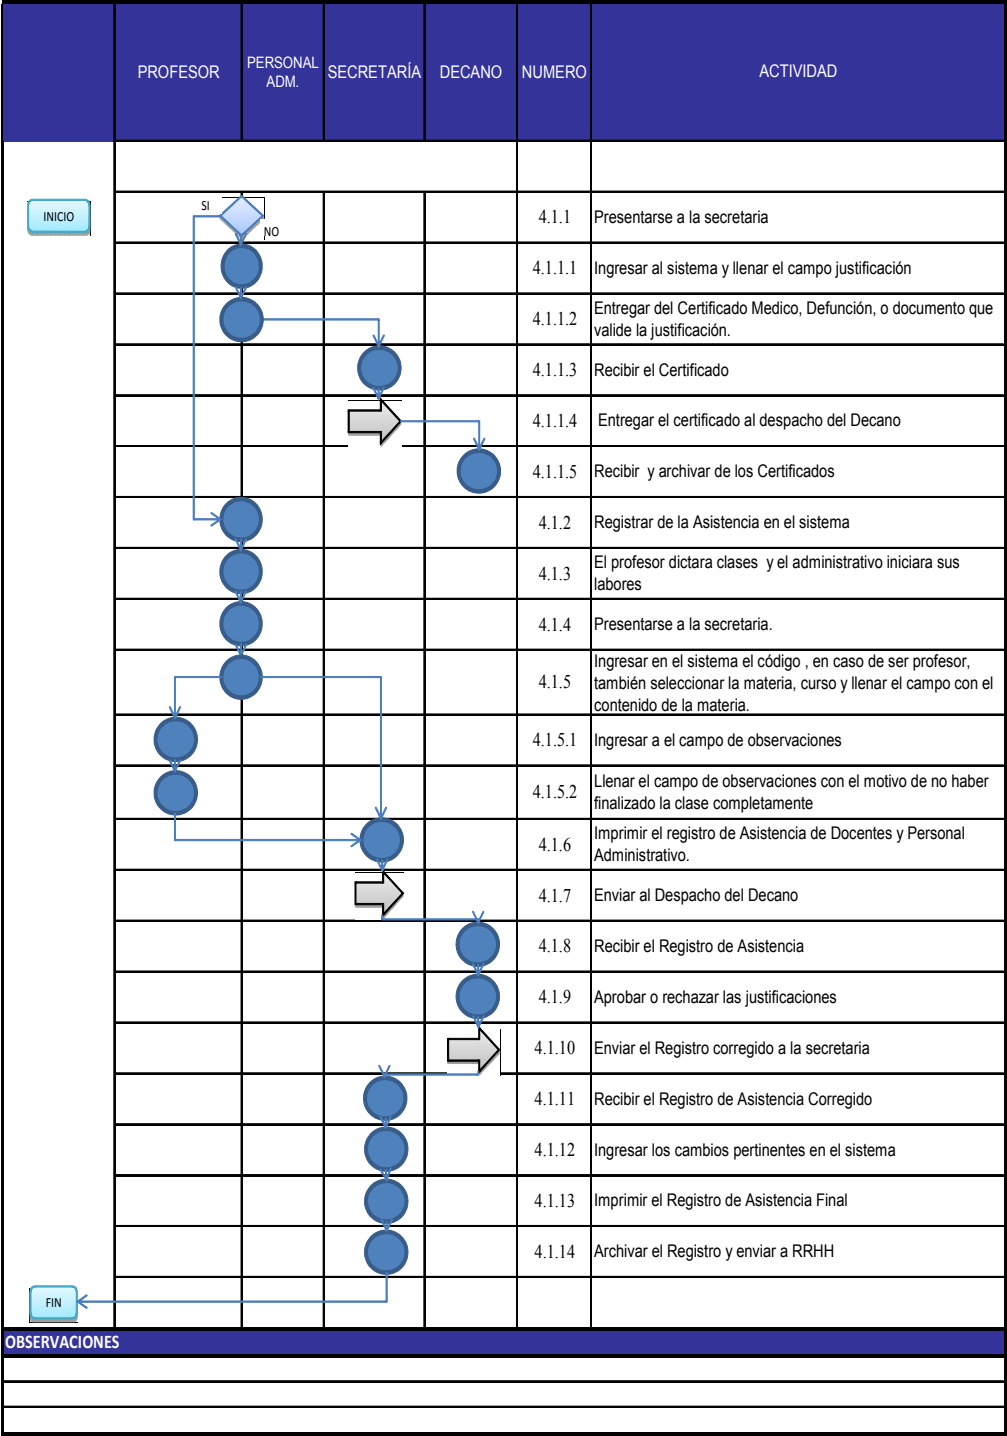 PROFESOR
PERSONAL
ADM.
SECRETARÍA
DECANO
NUMERO
ACTIVIDAD
INICIO
SI
NO
4.1.1
Presentarse a la secretaria
4.1.1.1
Ingresar al sistema y llenar el campo justificación
4.1.1.2
Entregar del Certificado Medico, Defunción, o documento que
valide la justificación.
4.1.1.3
Recibir el Certificado
4.1.1.4
Entregar el certificado al despacho del Decano
4.1.1.5
Recibir y archivar de los Certificados
4.1.2
Registrar de la Asistencia en el sistema
4.1.3
El profesor dictara clases y el administrativo iniciara sus
labores
4.1.4
Presentarse a la secretaria.
4.1.5
Ingresar en el sistema el código , en caso de ser profesor,
también seleccionar la materia, curso y llenar el campo con el
contenido de la materia.
4.1.5.1
Ingresar a el campo de observaciones
4.1.5.2
Llenar el campo de observaciones con el motivo de no haber
finalizado la clase completamente
4.1.6
Imprimir el registro de Asistencia de Docentes y Personal
Administrativo.
4.1.7
Enviar al Despacho del Decano
4.1.8
Recibir el Registro de Asistencia
4.1.9
Aprobar o rechazar las justificaciones
4.1.10
Enviar el Registro corregido a la secretaria
4.1.11
Recibir el Registro de Asistencia Corregido
4.1.12
Ingresar los cambios pertinentes en el sistema
4.1.13
Imprimir el Registro de Asistencia Final
4.1.14
Archivar el Registro y enviar a RRHH
FIN
OBSERVACIONES